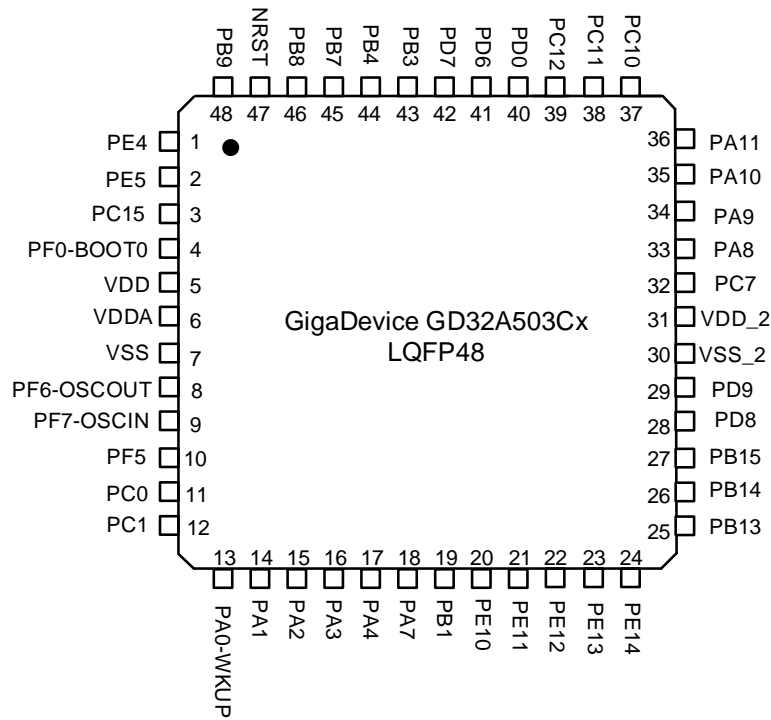 PB9 NRST PB8 PB7 PB4 PB3 PD7 PD6 PD0 PC12 PC11 PC10
48 47 46 45 44 43 42 41 40 39 38 37
PE4 1
PE5 2
PC15 3
PF0-BOOT0 4
VDD 5
VDDA 6
VSS 7
PF6-OSCOUT 8
PF7-OSCIN 9
PF5 10
PC0 11
PC1 12
GigaDevice GD32A503Cx
LQFP48
36 PA11
35 PA10
34 PA9
33 PA8
32 PC7
31 VDD_2
30 VSS_2
29 PD9
28 PD8
27 PB15
26 PB14
25 PB13
13 14 15 16 17 18 19 20 21 22 23 24
PA0-WKUP PA1 PA2 PA3 PA4 PA7 PB1 PE10 PE11 PE12 PE13 PE14